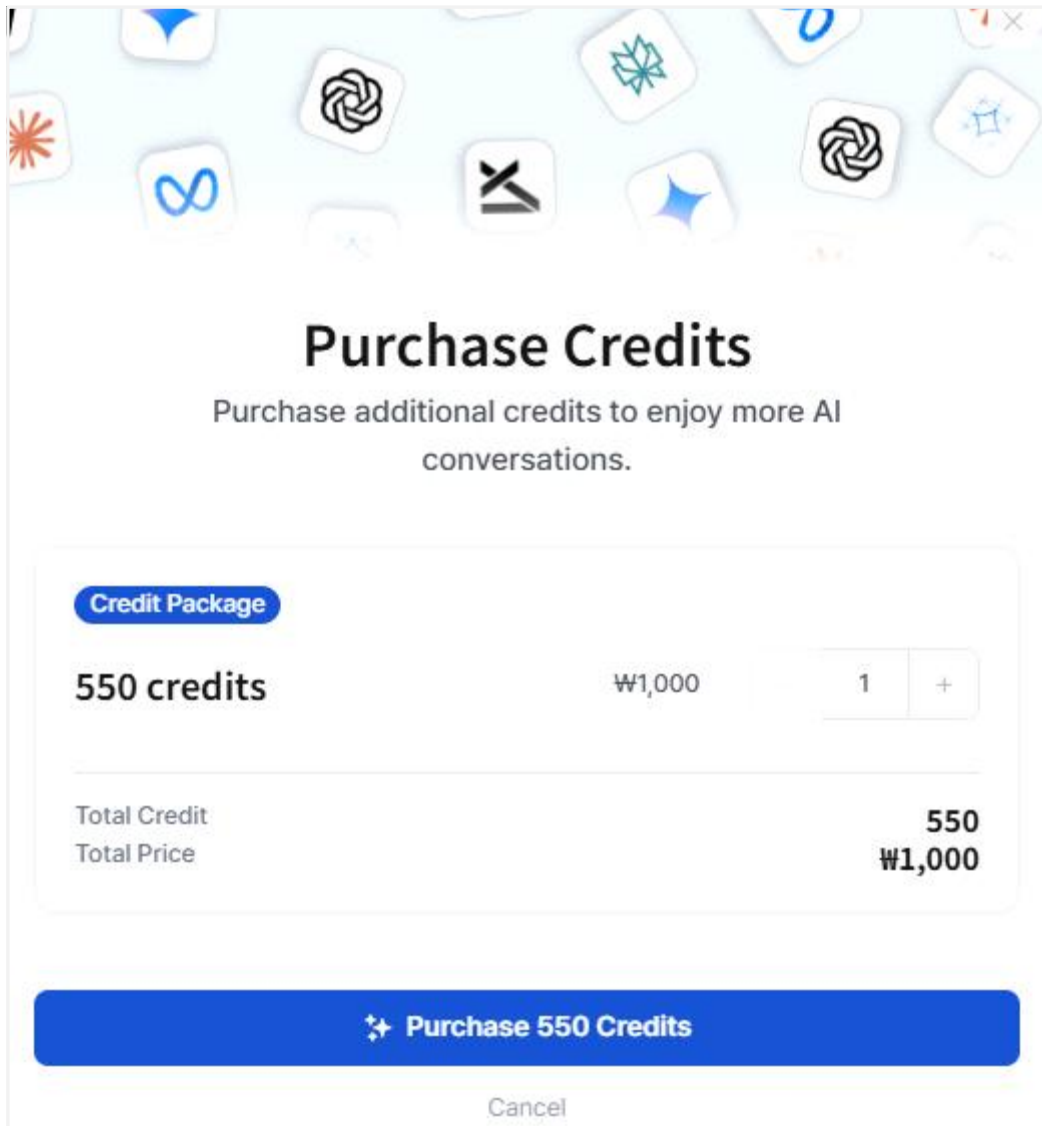 Purchase Credits
Purchase additional credits to enjoy more AI
conversations.
Credit Package
550 credits
₩1,000
1
+
Total Credit
550
Total Price
₩1,000
Purchase 550 Credits
Cancel